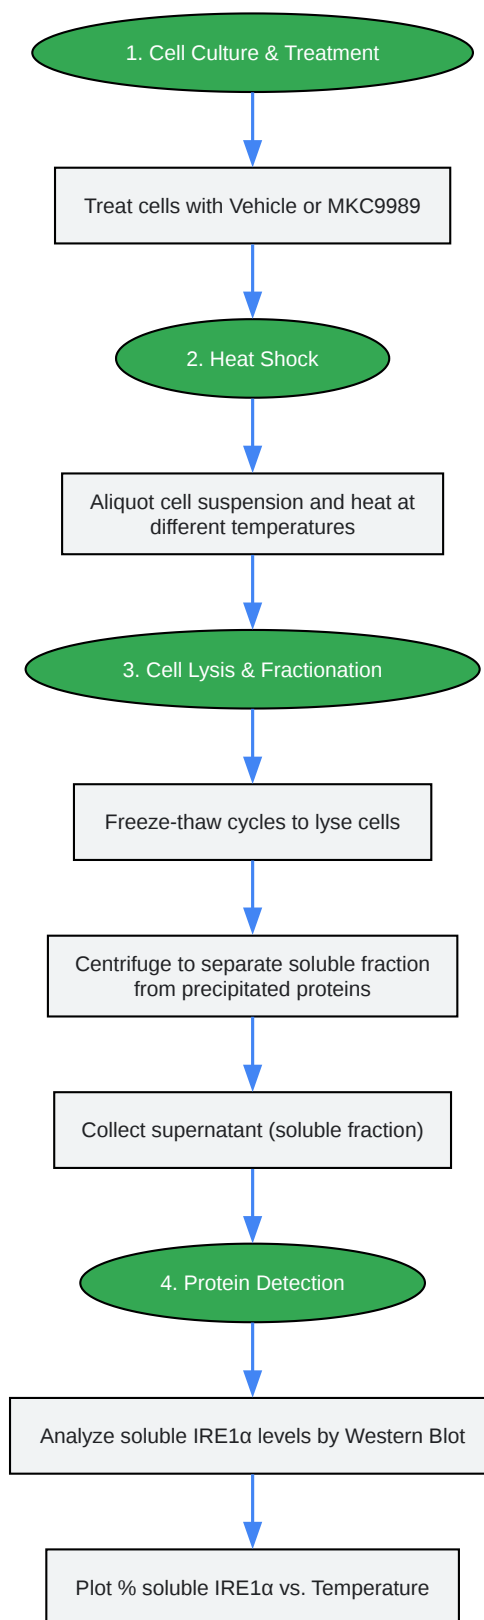 1. Cell Culture & Treatment
Treat cells with Vehicle or MKC9989
2. Heat Shock
Aliquot cell suspension and heat at
different temperatures
3. Cell Lysis & Fractionation
Freeze-thaw cycles to lyse cells
Centrifuge to separate soluble fraction
from precipitated proteins
Collect supernatant (soluble fraction)
4. Protein Detection
Analyze soluble IRE1α levels by Western Blot
Plot % soluble IRE1α vs. Temperature